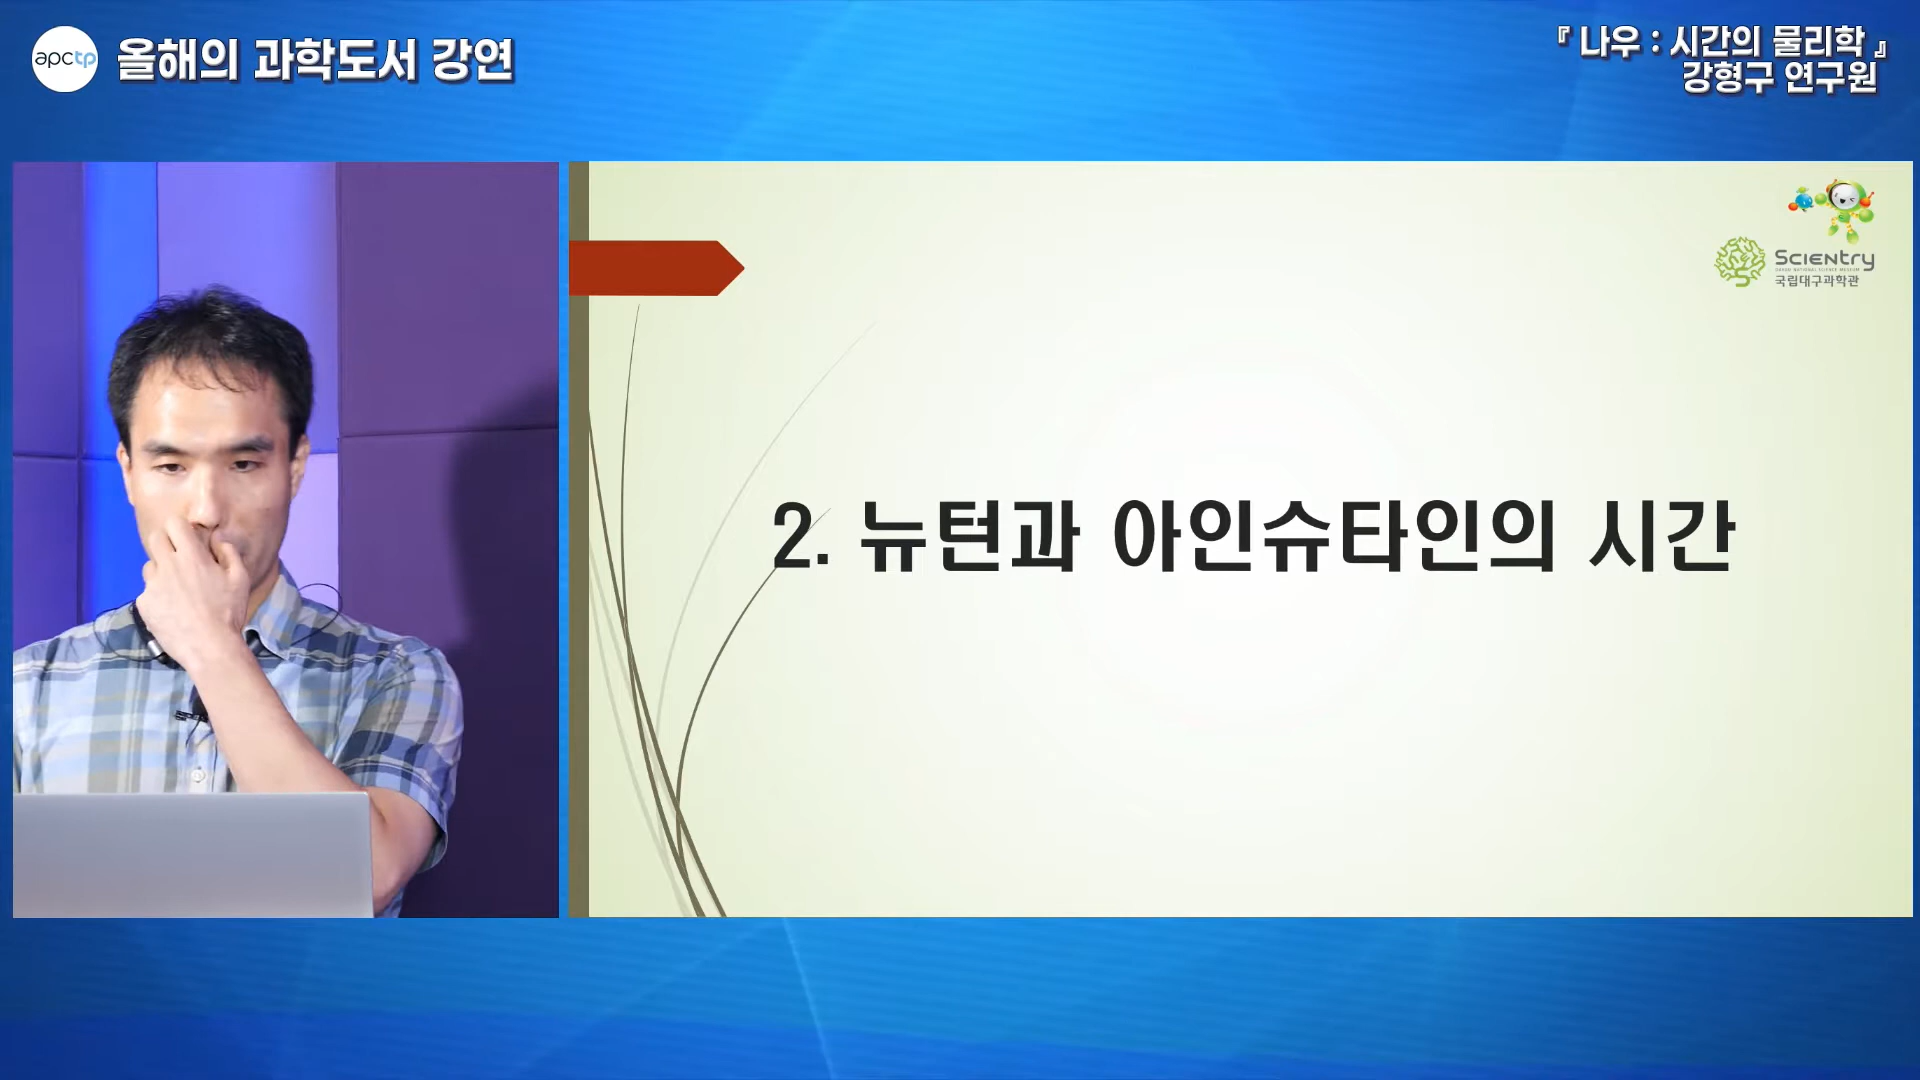 apctp 올해의 과학도서 강연
『 나우 : 시간의 물리학 』
강형구 연구원
Scientry
국립대구과학관
2. 뉴턴과 아인슈타인의 시간